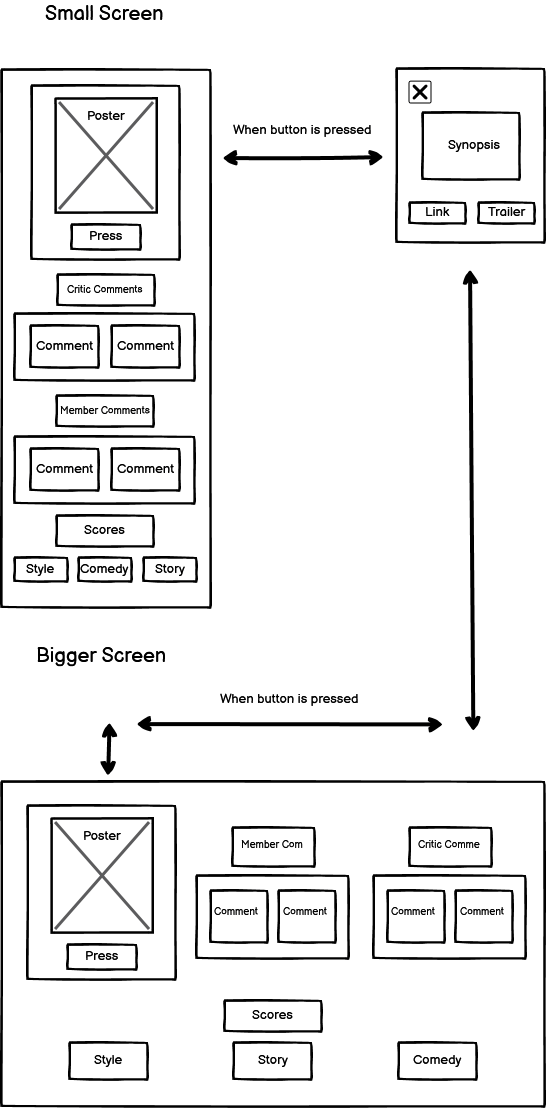 Small Screen
Poster
Press
When button is pressed
Synopsis
Link
Trailer
Critic Comments
Comment
Comment
Member Comments
Comment
Comment
Scores
Style
Comedy
Story
Bigger Screen
When button is pressed
Poster
Press
Member Com
Critic Comme
Comment
Comment
Comment
Comment
Scores
Style
Story
Comedy